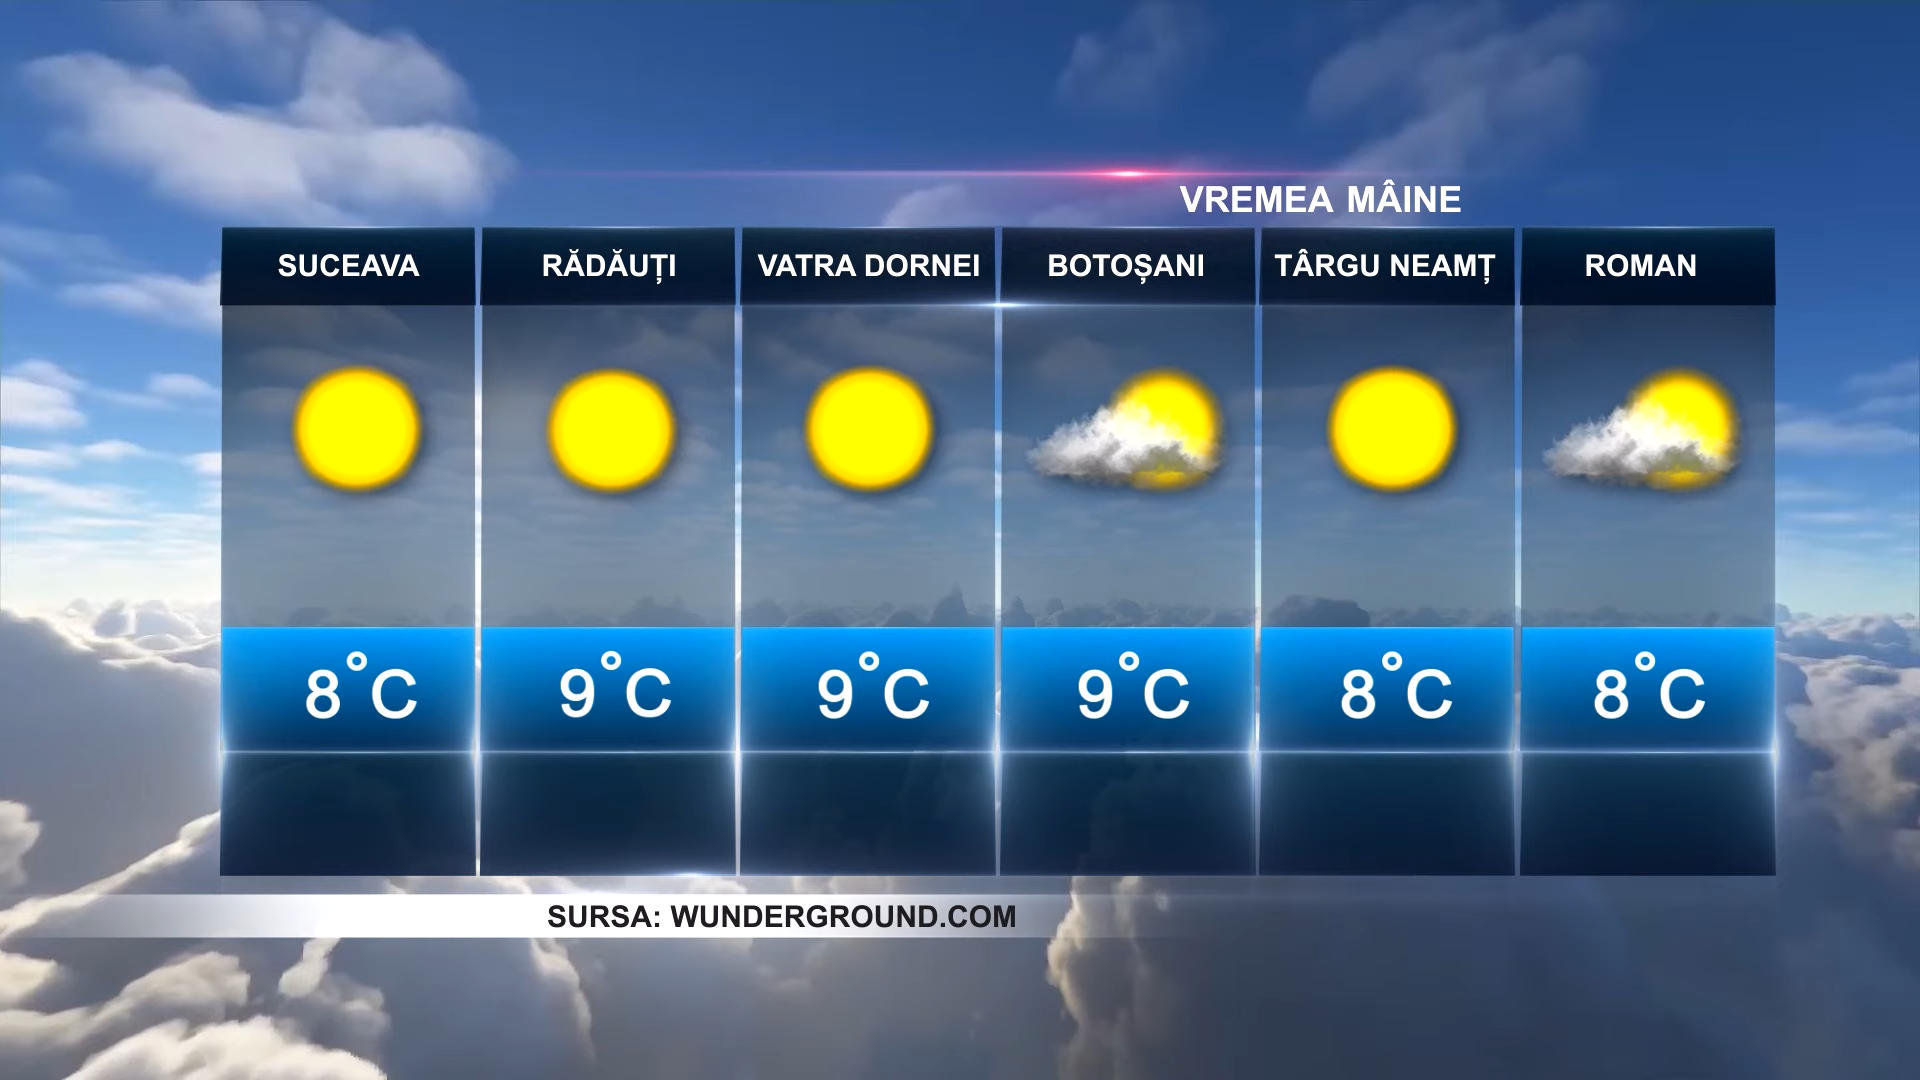 VREMEA MÂINE
SUCEAVA
RĂDĂUȚI
VATRA DORNEI
BOTOȘANI
TÂRGU NEAMȚ
ROMAN
8°C
9°C
9°C
9°C
8°C
8°C
SURSA: WUNDERGROUND.COM